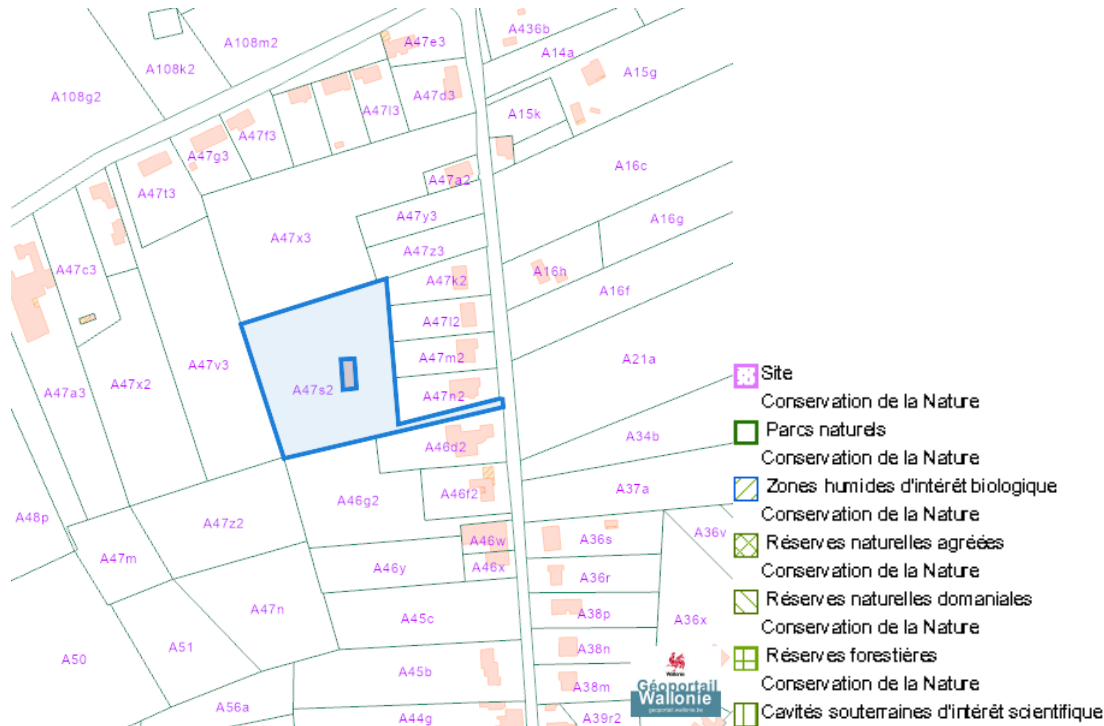 A436b
A108m2
A47e3
A14a
A108k2
A15g
A108g2
A47d3
A47l3
A15k
A47f3
A47g3
A16c
A47a2
A47t3
A47y3
A16g
A47x3
A47z3
A47c3
A16h
A47k2
A16f
A47l2
A47v3
A47m2
A21a
A47a3
A47x2
A47s2
A47n2
A34b
A46d2
A37a
A46f2
A46g2
A48p
A47z2
A36v
A46w
A36s
A47m
A46y
A46x
A36r
A47n
A38p
A45c
A36x
A51
A38n
A50
A45b
A38m
A56a
A44g
A39r2
Site
Conservation de la Nature
Parcs naturels
Conservation de la Nature
Zones humides d'intérêt biologique
Conservation de la Nature
Réserves naturelles agréées
Conservation de la Nature
Réserves naturelles domaniales
Conservation de la Nature
Réserves forestières
Conservation de la Nature
Cavités souterraines d'intérêt scientifique
Wallonie
Géoportail
Wallonie
geoportail.wallonie.be